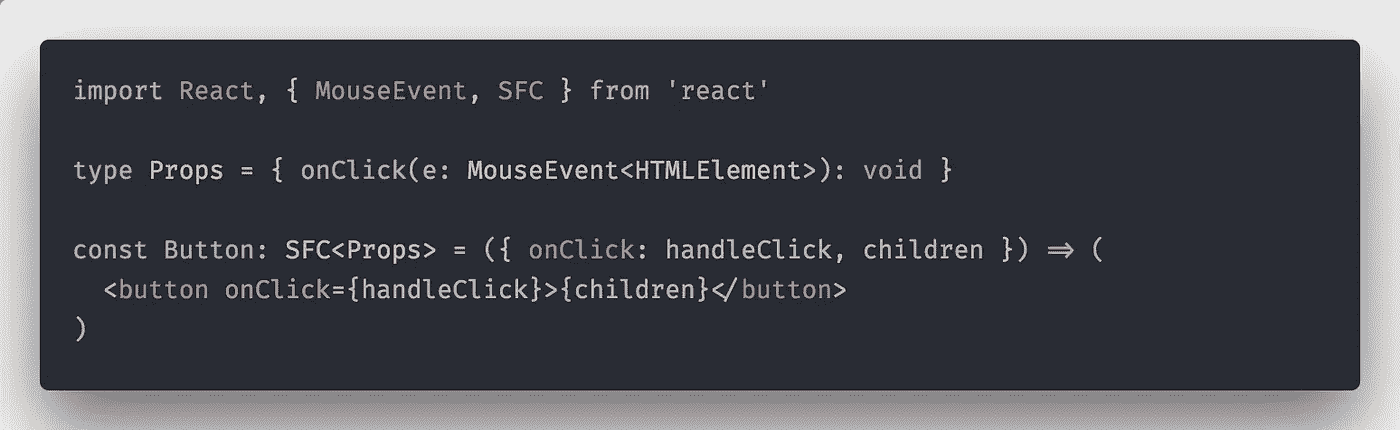 import React, { MouseEvent, SFC } from 'react'
type Props = { onClick(e: MouseEvent<HTMLElement>): void }
const Button: SFC<Props> = ({ onClick: handleClick, children }) => (
  <button onClick={handleClick}>{children}</button>
)